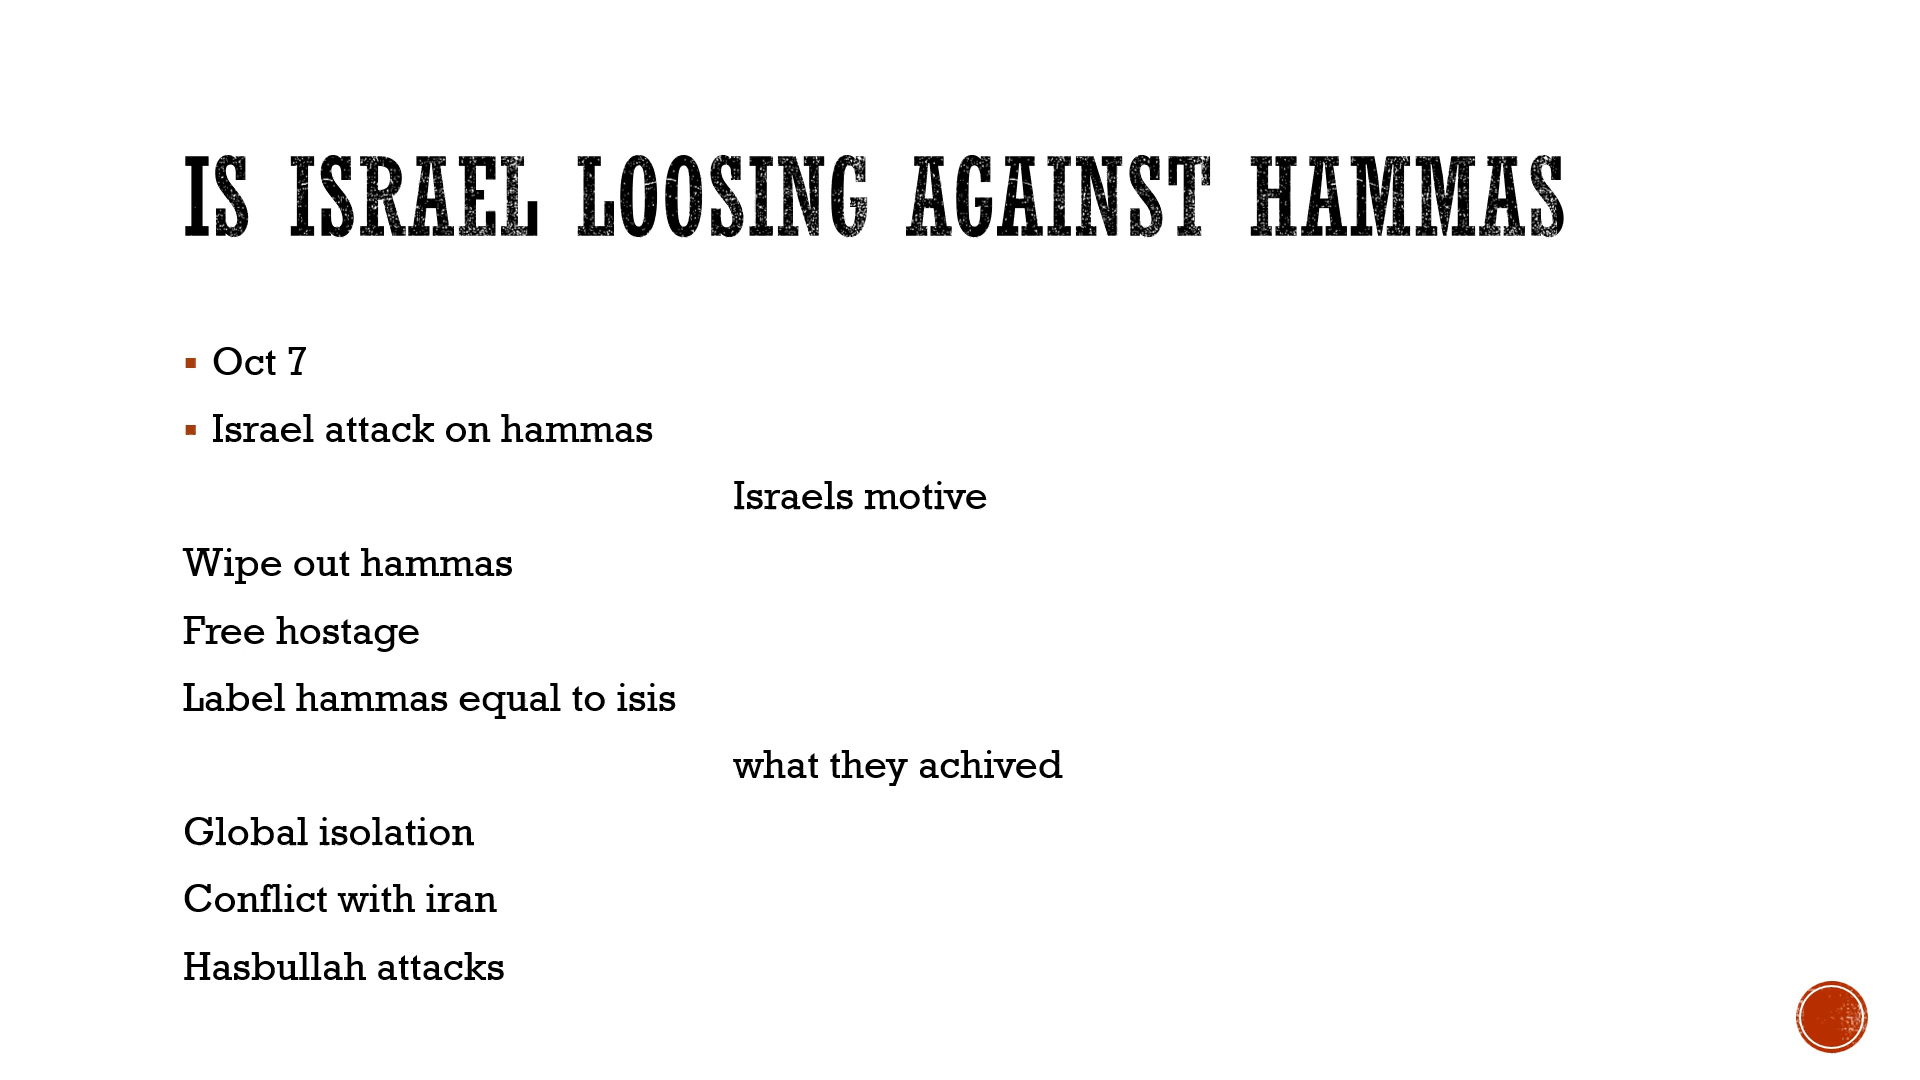 IS ISRAEL LOOSING AGAINST HAMMAS
Oct 7
Israel attack on hammas
Israels motive
Wipe out hammas
Free hostage
Label hammas equal to isis
what they achived
Global isolation
Conflict with iran
Hasbullah attacks